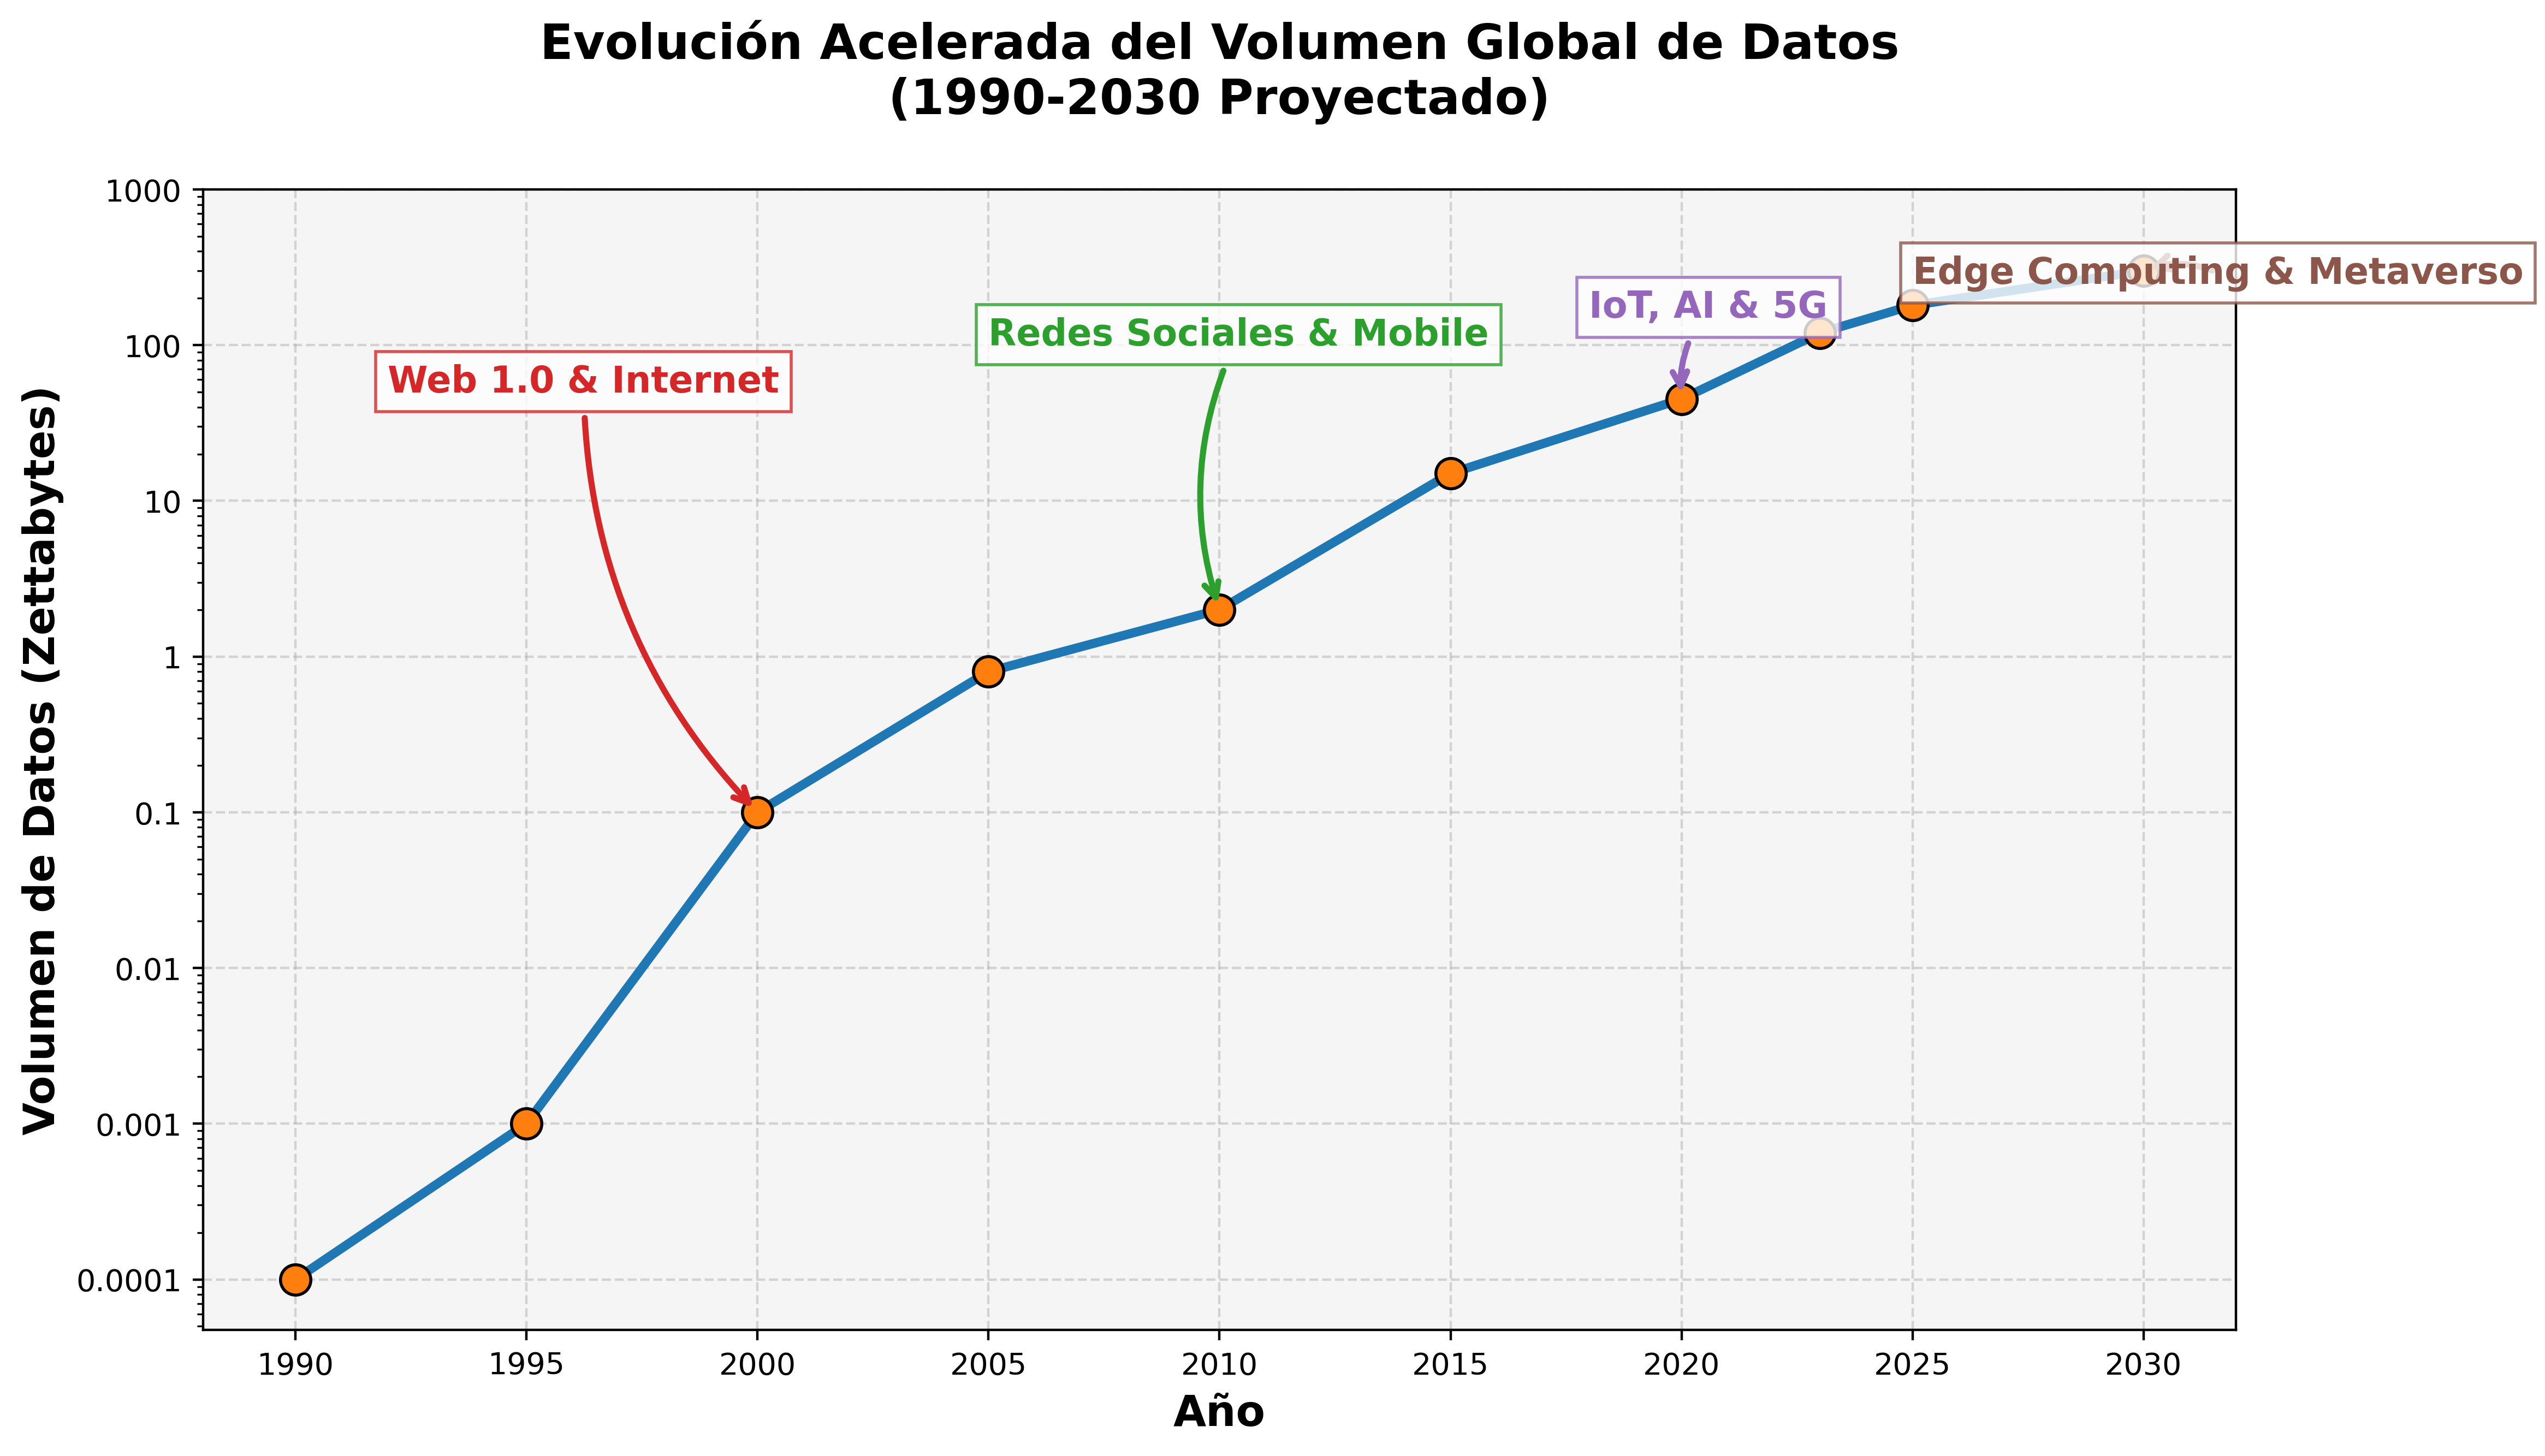 Evolución Acelerada del Volumen Global de Datos
(1990-2030 Proyectado)
Volumen de Datos (Zettabytes)
1000
100
10
1
0.1
0.01
0.001
0.0001
Web 1.0 & Internet
Redes Sociales & Mobile
IoT, AI & 5G
Edge Computing & Metaverso
1990
1995
2000
2005
2010
2015
2020
2025
2030
Año